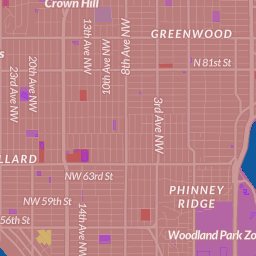 Crown Hill
GREENWOOD
13th Ave NW
8th Ave NW
10th Ave NW
20th Ave NW
23rd Ave NW
N 81st St
3rd Ave NW
LLARD
NW 63rd St
PHINNEY
RIDGE
NW 59th St
14th Ave NW
56th St
Woodland Park Zo